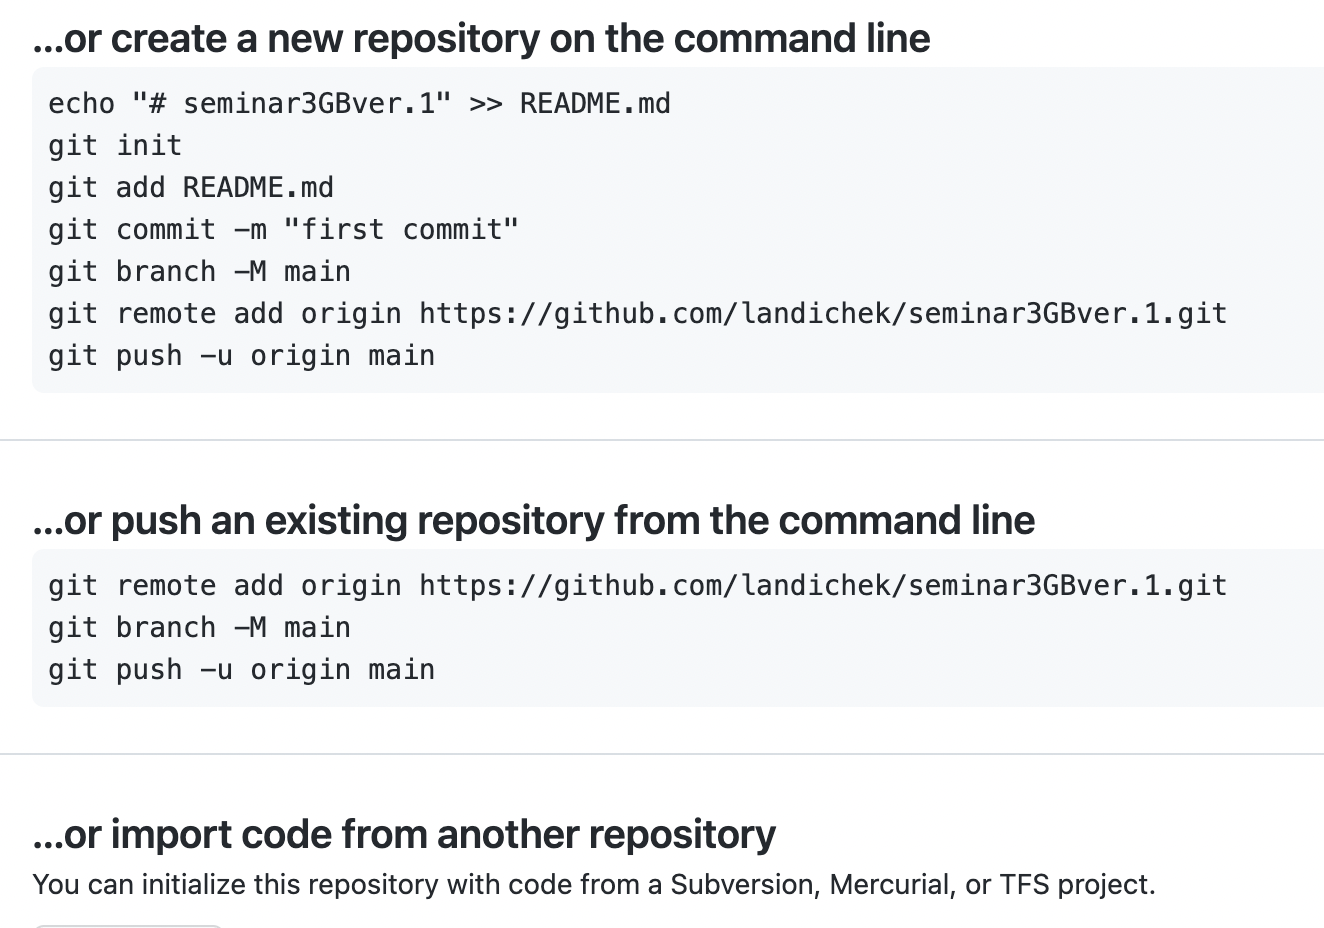 ...or create a new repository on the command line
echo "# seminar3GBver.1" >> README.md
git init
git add README.md
git commit -m "first commit"
git branch -M main
git remote add origin https://github.com/landichek/seminar3GBver.1.git
git push -u origin main
...or push an existing repository from the command line
git remote add origin https://github.com/landichek/seminar3GBver.1.git
git branch -M main
git push -u origin main
...or import code from another repository
You can initialize this repository with code from a Subversion, Mercurial, or TFS project.